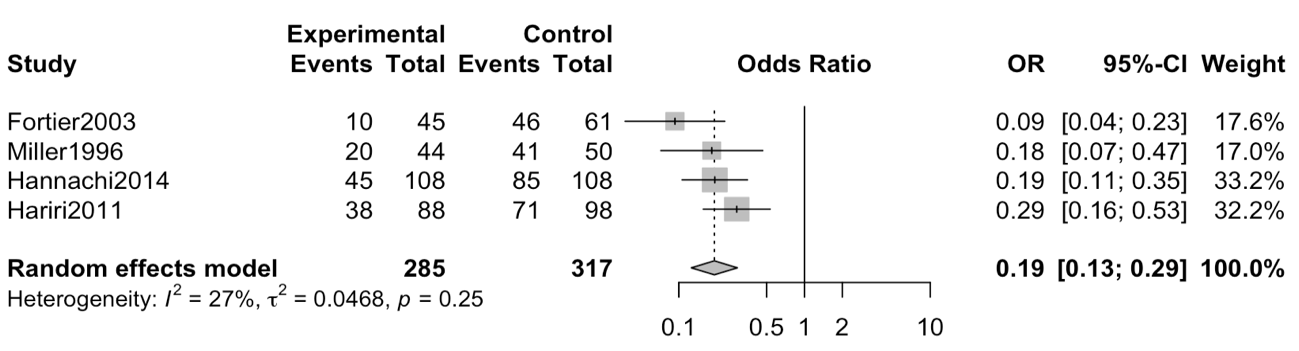 Experimental Control
Study Events Total Events Total Odds Ratio OR 95%-CI Weight
Fortier2003 10 45 46 61 0.09 [0.04; 0.23] 17.6%
Miller1996 20 44 41 50 0.18 [0.07; 0.47] 17.0%
Hannachi2014 45 108 85 108 0.19 [0.11; 0.35] 33.2%
Hariri2011 38 88 71 98 0.29 [0.16; 0.53] 32.2%
Random effects model 285 317 0.19 [0.13; 0.29] 100.0%
Heterogeneity: I² = 27%, τ² = 0.0468, p = 0.25
0.1 0.5 1 2 10